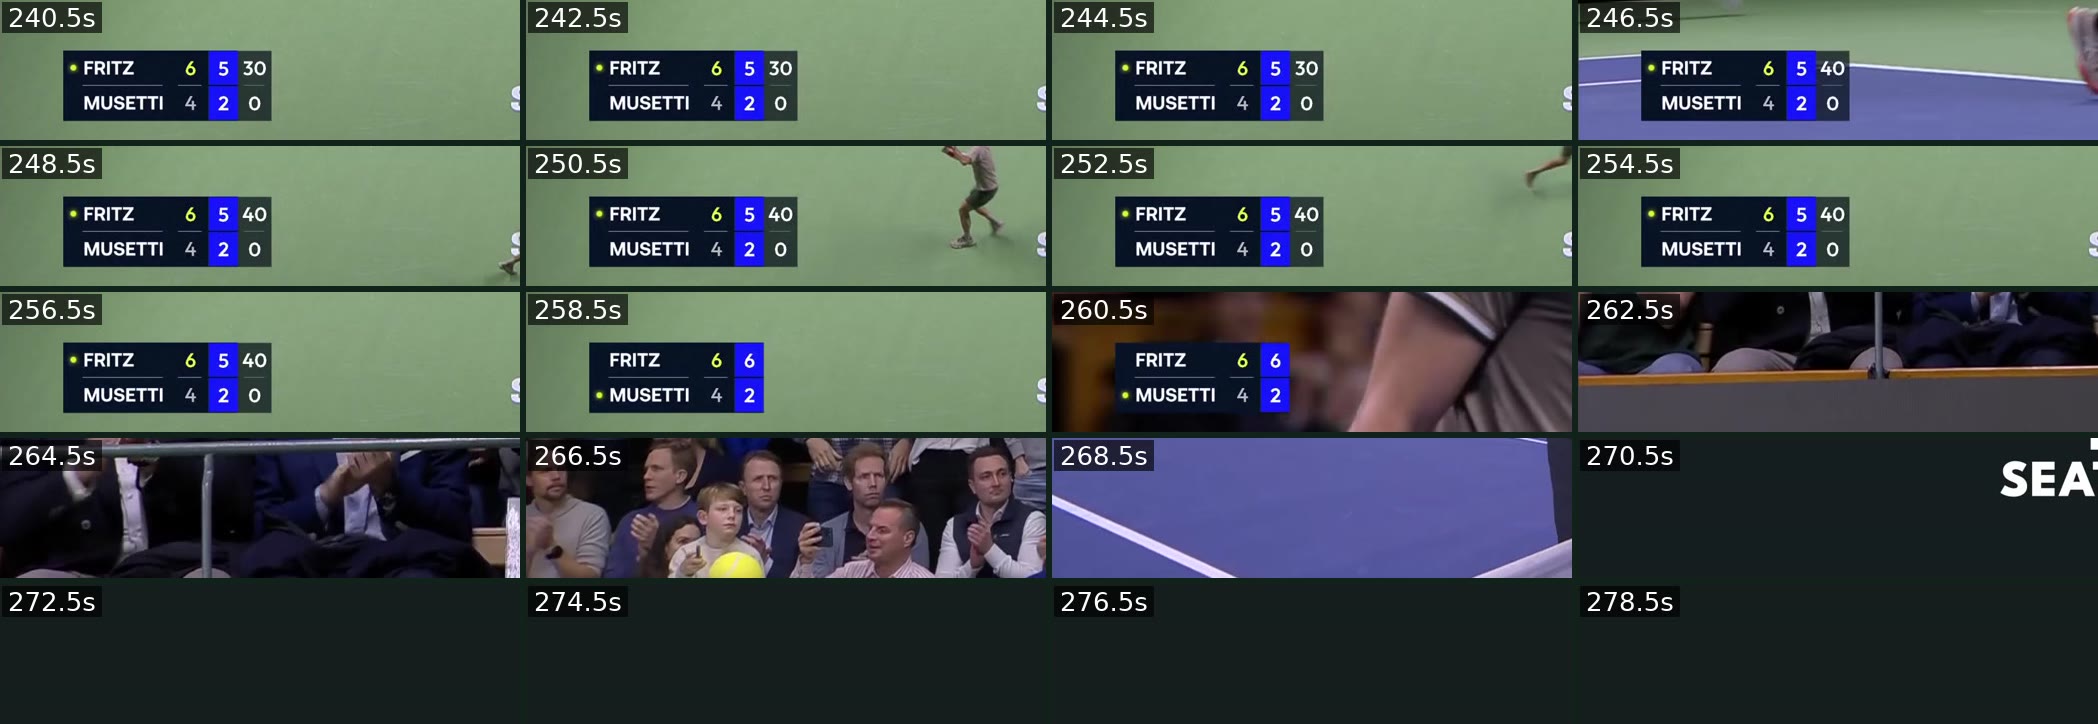 240.5s
FRITZ 6 5 30
MUSETTI 4 2 0
242.5s
FRITZ 6 5 30
MUSETTI 4 2 0
244.5s
FRITZ 6 5 30
MUSETTI 4 2 0
246.5s
FRITZ 6 5 40
MUSETTI 4 2 0
248.5s
FRITZ 6 5 40
MUSETTI 4 2 0
250.5s
FRITZ 6 5 40
MUSETTI 4 2 0
252.5s
FRITZ 6 5 40
MUSETTI 4 2 0
254.5s
FRITZ 6 5 40
MUSETTI 4 2 0
256.5s
FRITZ 6 5 40
MUSETTI 4 2 0
258.5s
FRITZ 6 6
MUSETTI 4 2
260.5s
FRITZ 6 6
MUSETTI 4 2
262.5s
264.5s
266.5s
268.5s
270.5s
272.5s
274.5s
276.5s
278.5s